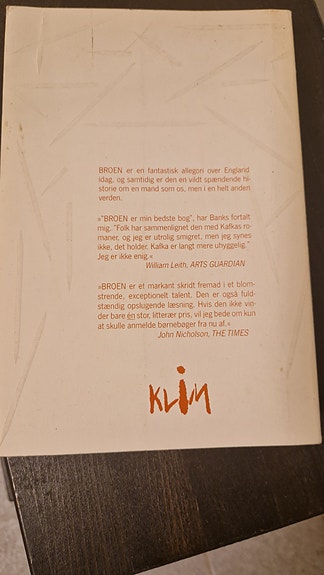 BROEN er en fantastisk allegori over England
idag, og samtidig er den en vildt spændende hi-
storie om en mand som os, men i en helt anden
verden.
»"BROEN er min bedste bog", har Banks fortalt
mig. "Folk har sammenlignet den med Kafkas ro-
maner, og jeg er utrolig smigret, men jeg synes
ikke, det holder. Kafka er langt mere uhyggelig."
Jeg er ikke enig.«
William Leith, ARTS GUARDIAN
»BROEN er et markant skridt fremad i et blom-
strende, exceptionelt talent. Den er også fuld-
stændig opslugende læsning. Hvis den ikke vin-
der bare én stor, litterær pris, vil jeg bede om kun
at skulle anmelde børnebøger fra nu af.«
John Nicholson, THE TIMES
KLIM